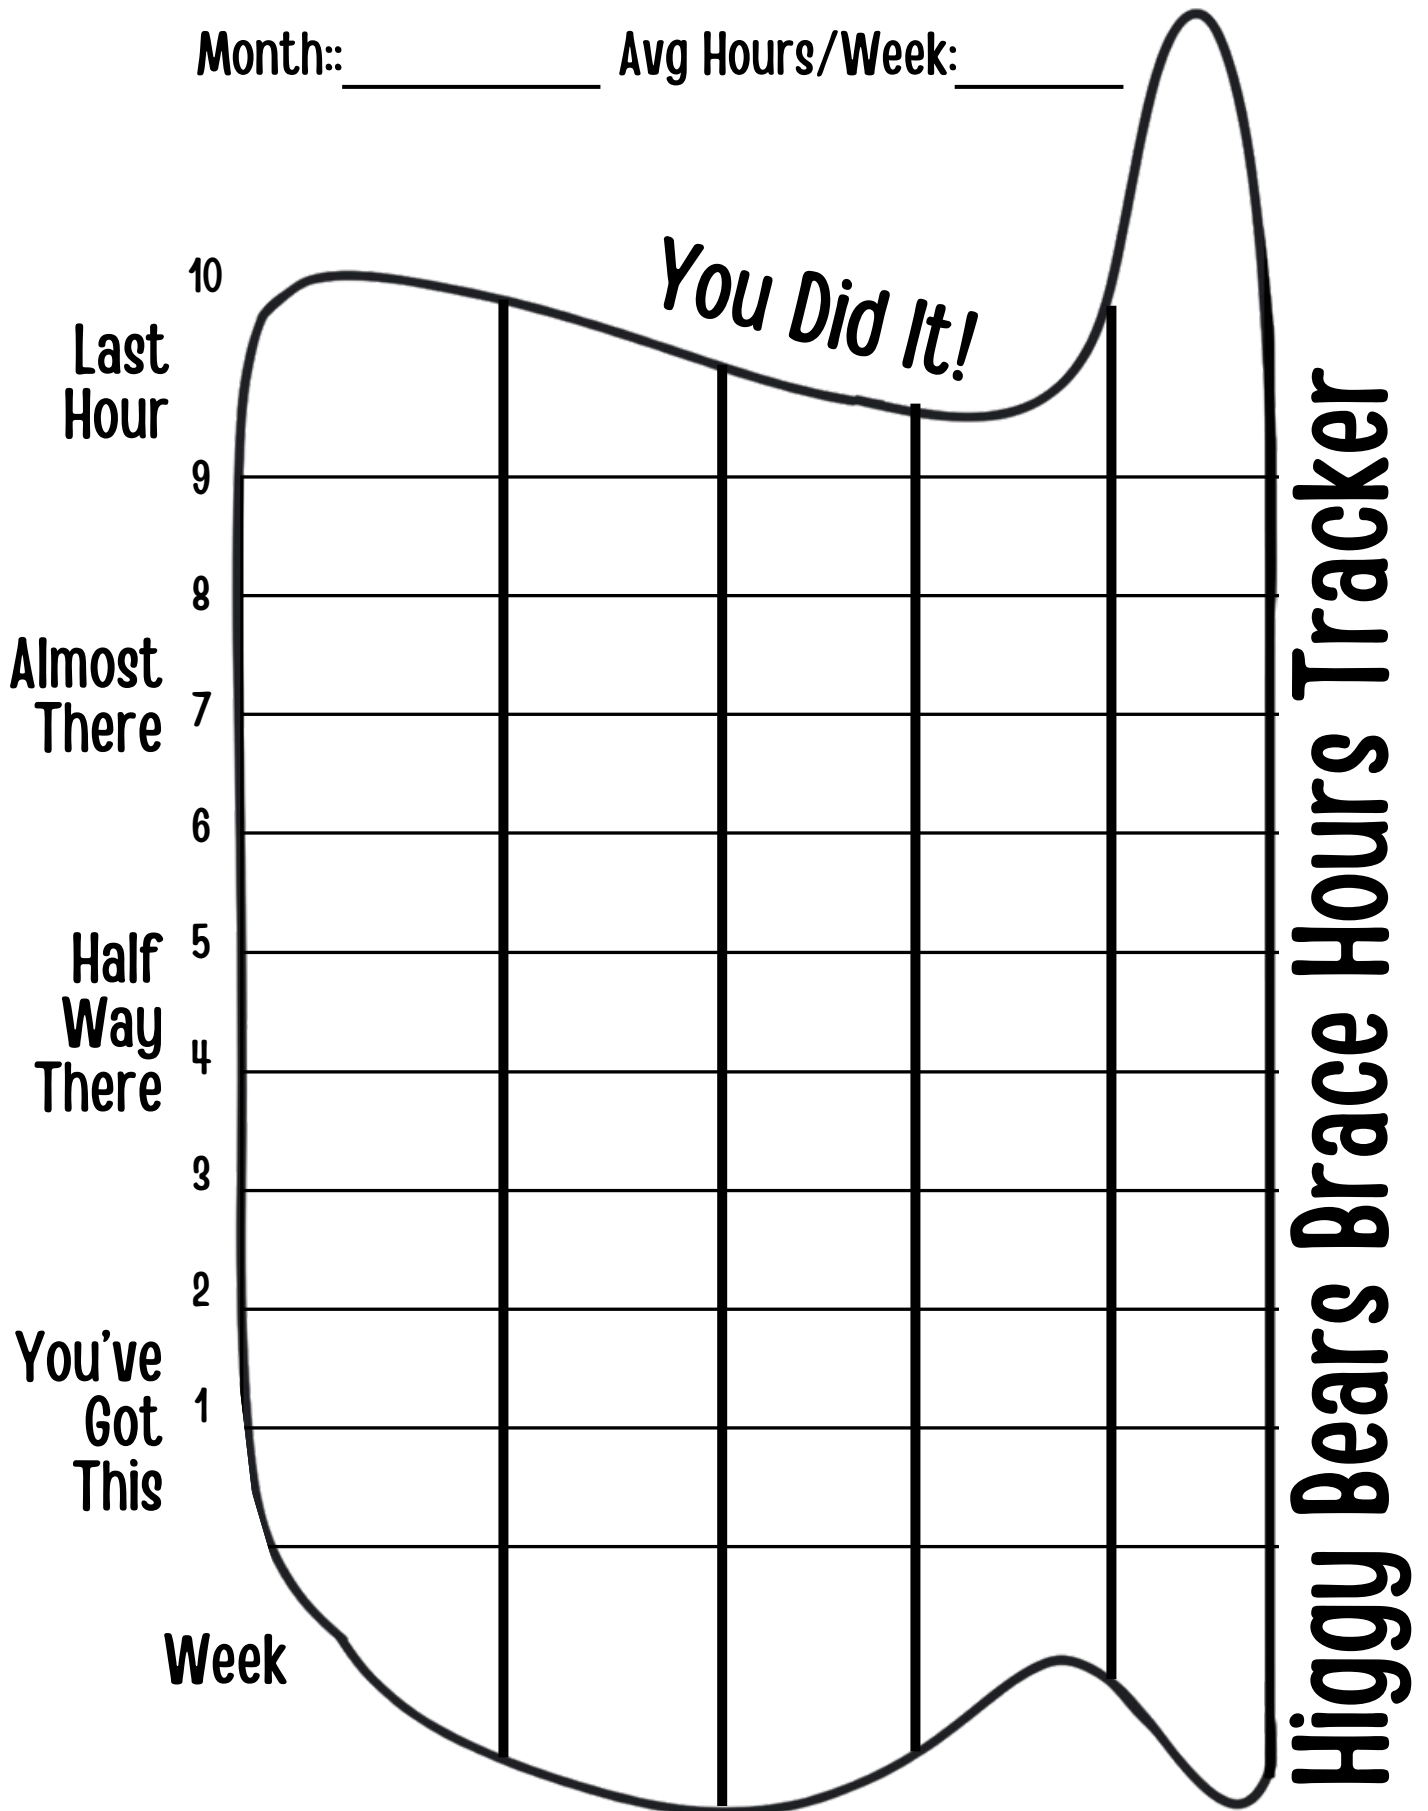 Month:: Avg Hours/Week:
You Did It!
10
Last
Hour
9
8
Almost
There
7
6
5
Half
Way
There
4
3
2
You've
Got
This
1
Week
Higgy Bears Brace Hours Tracker